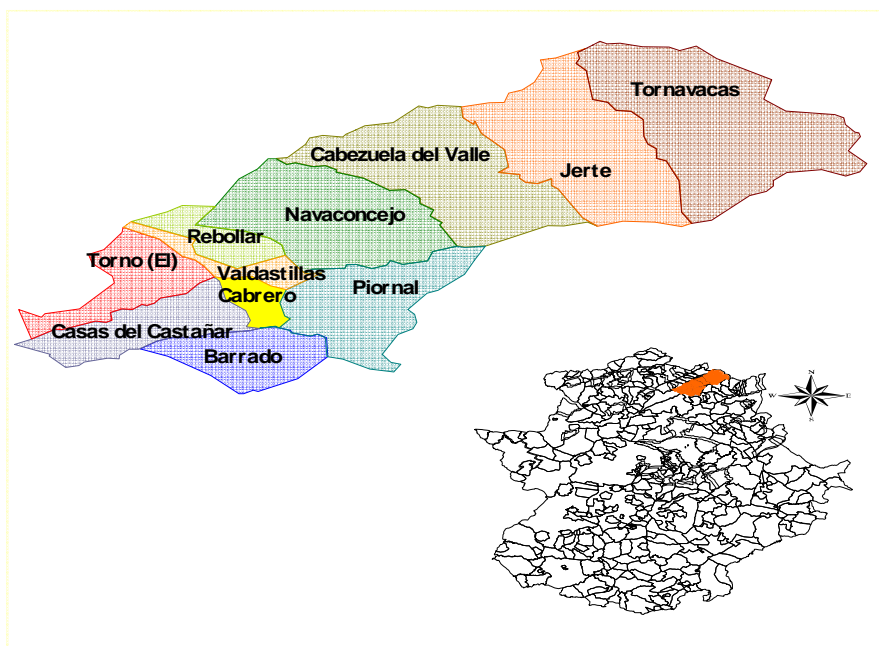 Tornavacas
Cabezuela del Valle
Jerte
Navaconcejo
Rebollar
Torno (El)
Valdastillas
Piornal
Cabrero
Casas del Castañar
Barrado
N
W
E
S